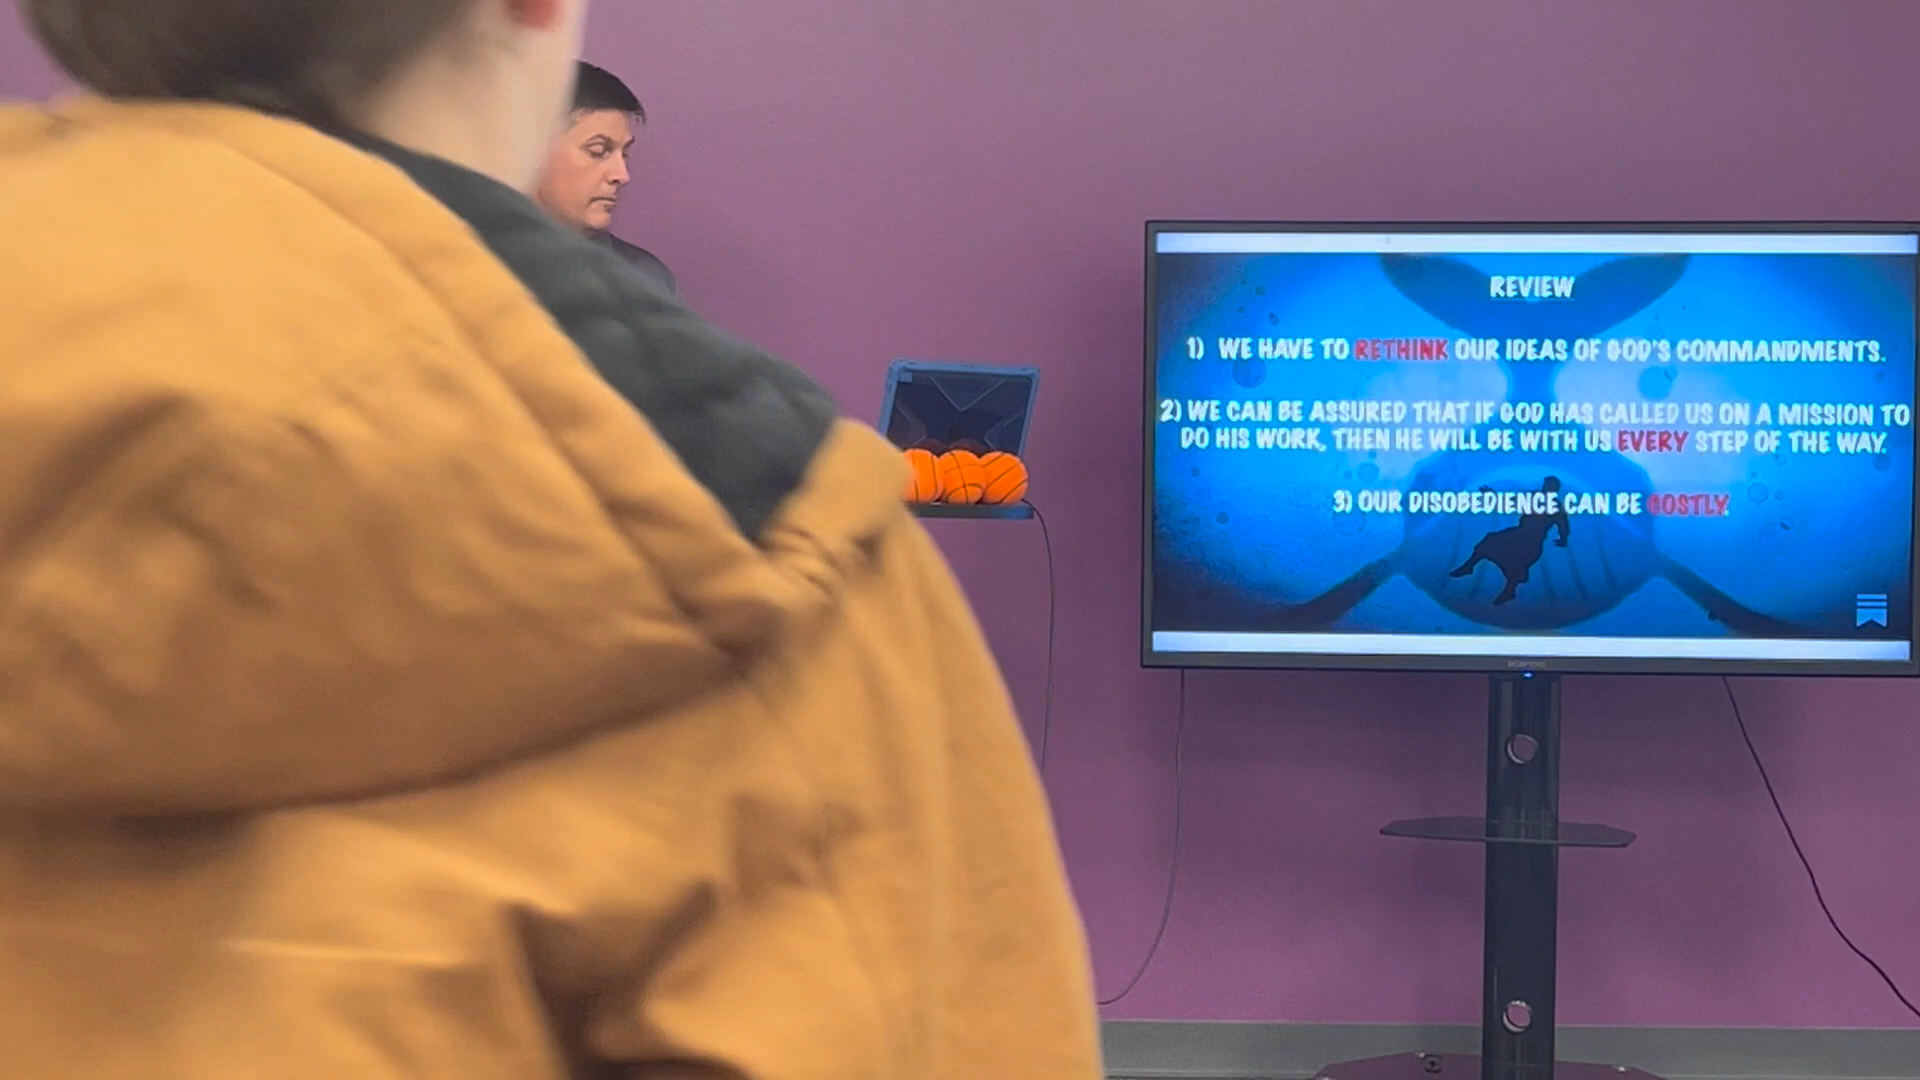 REVIEW
1) WE HAVE TO RETHINK OUR IDEAS OF GOD'S COMMANDMENTS.
2) WE CAN BE ASSURED THAT IF GOD HAS CALLED US ON A MISSION TO
DO HIS WORK, THEN HE WILL BE WITH US EVERY STEP OF THE WAY.
3) OUR DISOBEDIENCE CAN BE COSTLY.